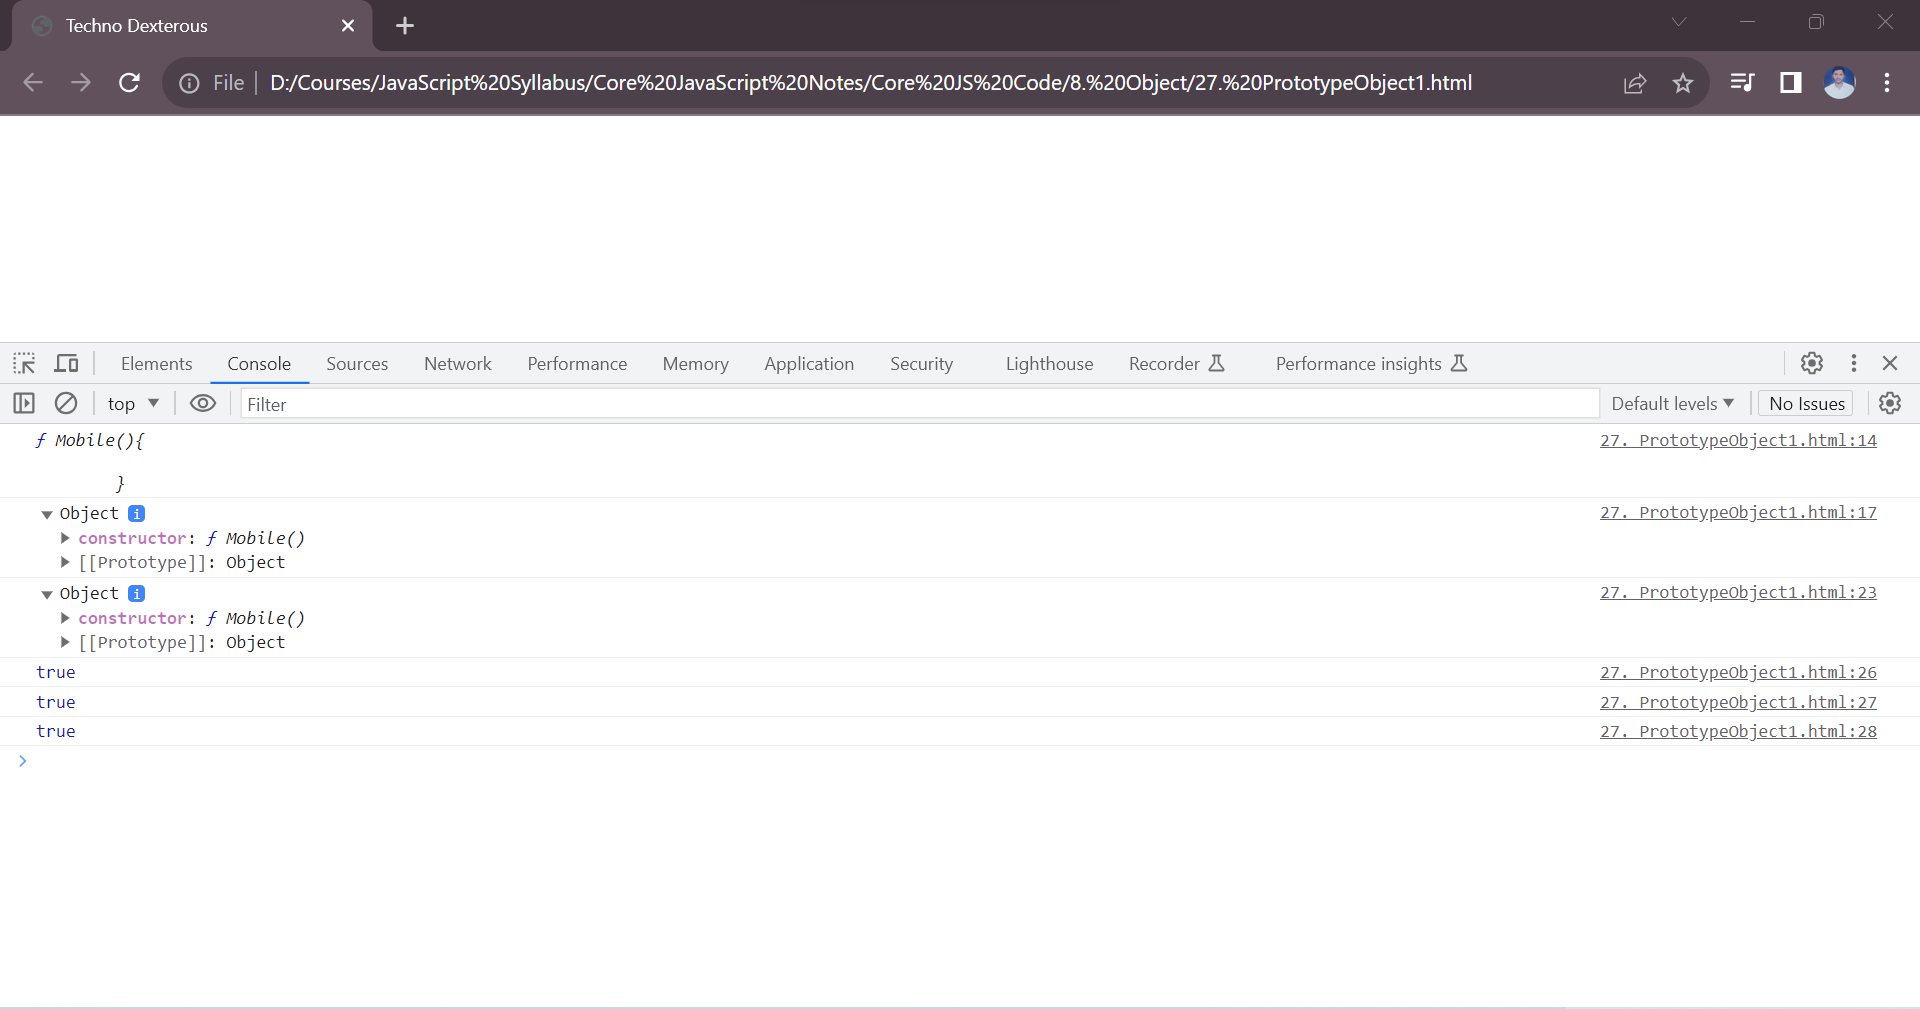 Techno Dexterous
File D:/Courses/JavaScript%20Syllabus/Core%20JavaScript%20Notes/Core%20JS%20Code/8.%20Object/27.%20PrototypeObject1.html
Elements Console Sources Network Performance Memory Application Security Lighthouse Recorder Performance insights
top Filter Default levels No Issues
ƒ Mobile(){ 27. PrototypeObject1.html:14
}
Object i 27. PrototypeObject1.html:17
constructor: ƒ Mobile()
[[Prototype]]: Object
Object i 27. PrototypeObject1.html:23
constructor: ƒ Mobile()
[[Prototype]]: Object
true 27. PrototypeObject1.html:26
true 27. PrototypeObject1.html:27
true 27. PrototypeObject1.html:28